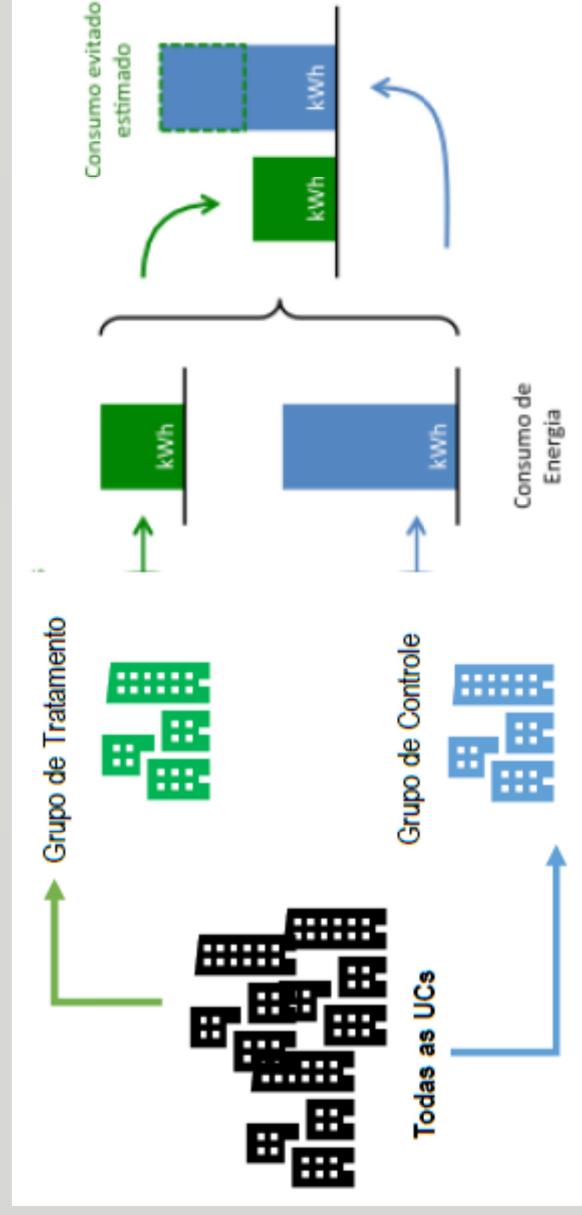 Todas as UCs
Grupo de Tratamento
Grupo de Controle
kWh
kWh
Consumo de
Energia
Consumo evitado
estimado
kWh
kWh